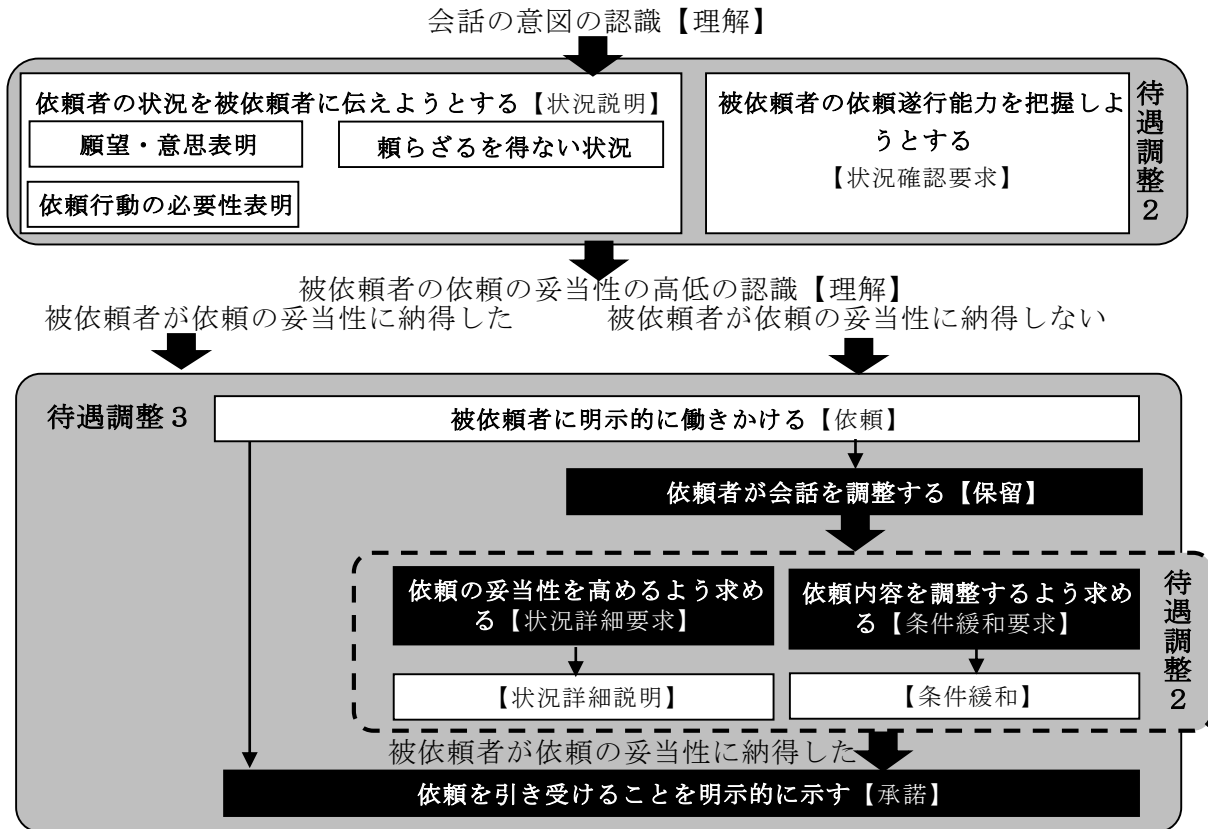 会話の意図の認識【理解】
依頼者の状況を被依頼者に伝えようとする【状況説明】
願望・意思表明
頼らざるを得ない状況
依頼行動の必要性表明
被依頼者の依頼遂行能力を把握しよ
うとする
【状況確認要求】
待遇調整2
被依頼者の依頼の妥当性の高低の認識【理解】
被依頼者が依頼の妥当性に納得した
被依頼者が依頼の妥当性に納得しない
待遇調整3
被依頼者に明示的に働きかける【依頼】
依頼者が会話を調整する【保留】
依頼の妥当性を高めるよう求め
る【状況詳細要求】
依頼内容を調整するよう求め
る【条件緩和要求】
待遇調整2
【状況詳細説明】
【条件緩和】
被依頼者が依頼の妥当性に納得した
依頼を引き受けることを明示的に示す【承諾】